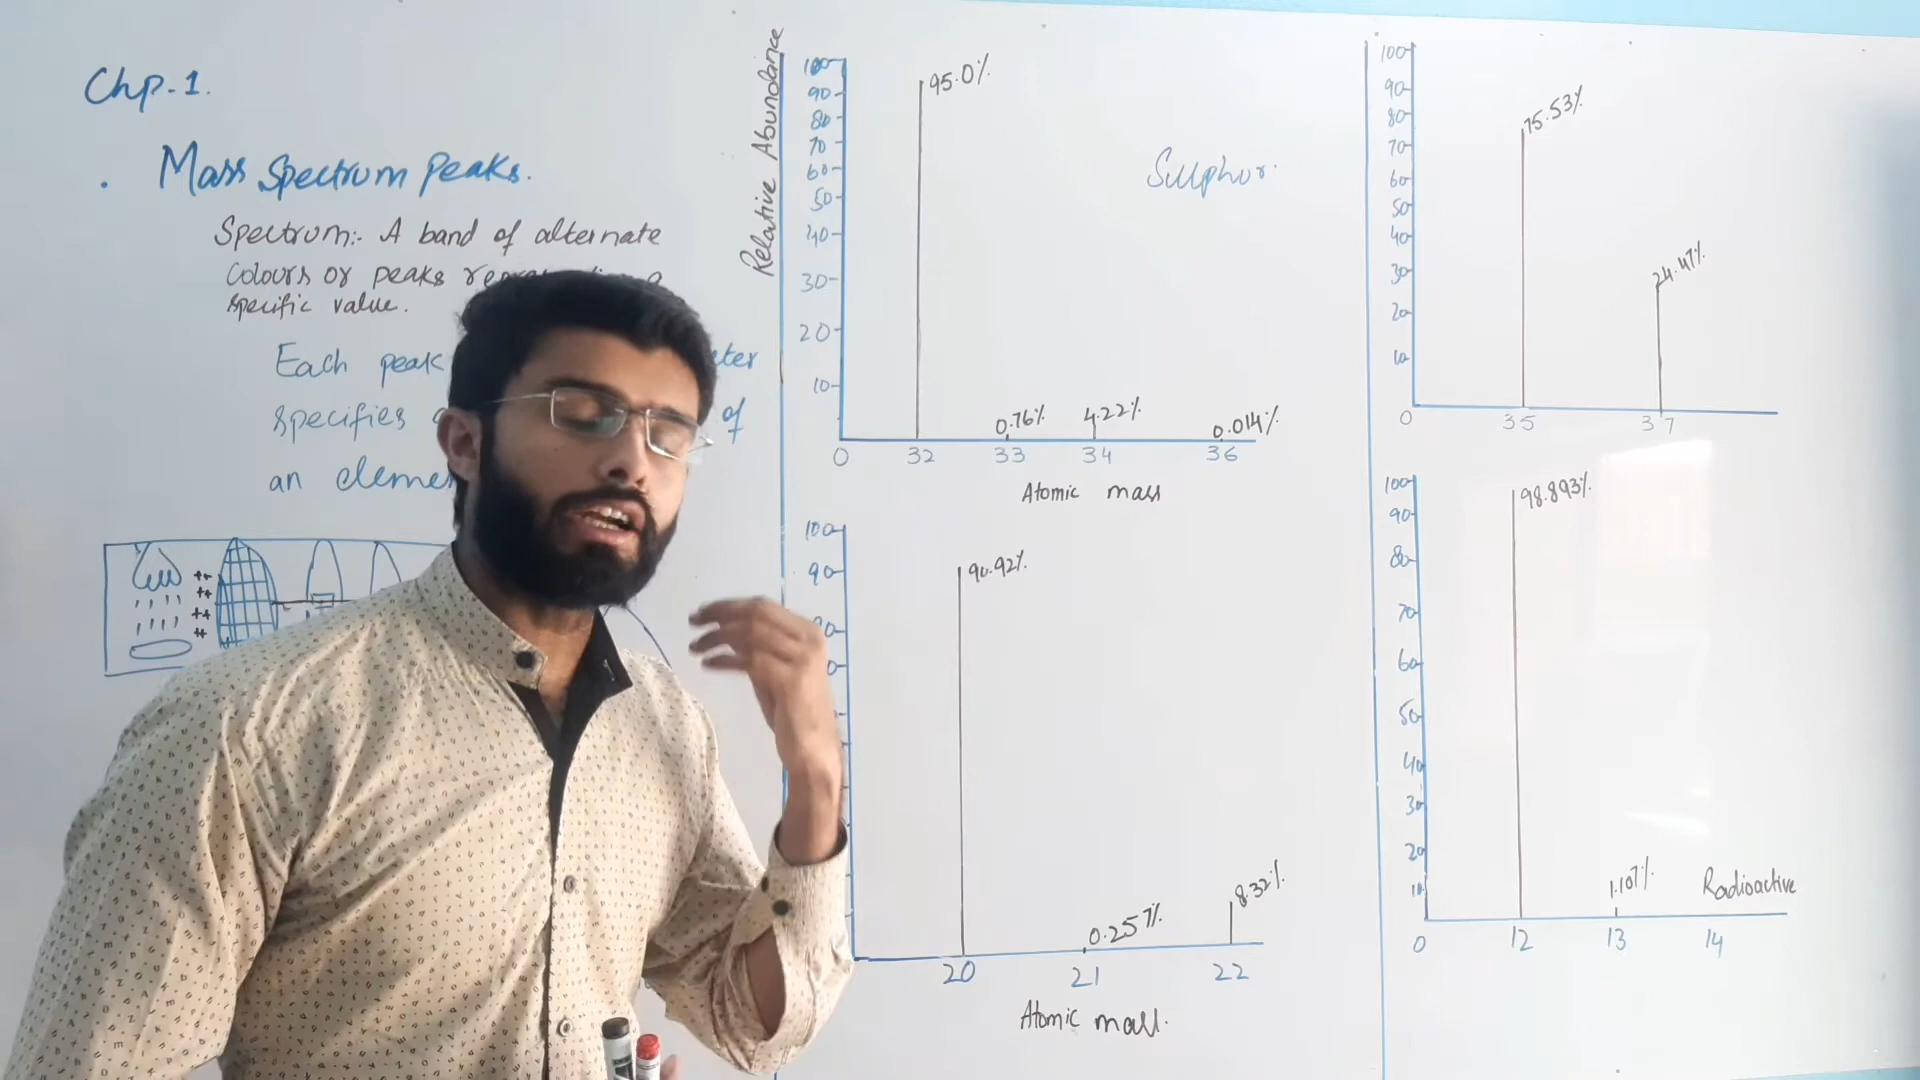 Chp-1.
. Mass Spectrum Peaks.
Spectrum:- A band of alternate
colours or peaks
specific value.
Each peak
specifies of
an
Relative Abundance
100
90
80
70
60
50
40
30
20
10
95.0%
Sulphur.
0.76% 4.22% 0.014%
0 32 33 34 36
Atomic mass
100
90
90.92%
0.257%
8.32%
20 21 22
Atomic mass.
100
90
80
70
60
50
40
30
20
10
75.53%
24.47%
0 35 37
100
90
80
70
60
50
40
30
20
10
98.893%
1.107% Radioactive
0 12 13 14
++
++
++
++